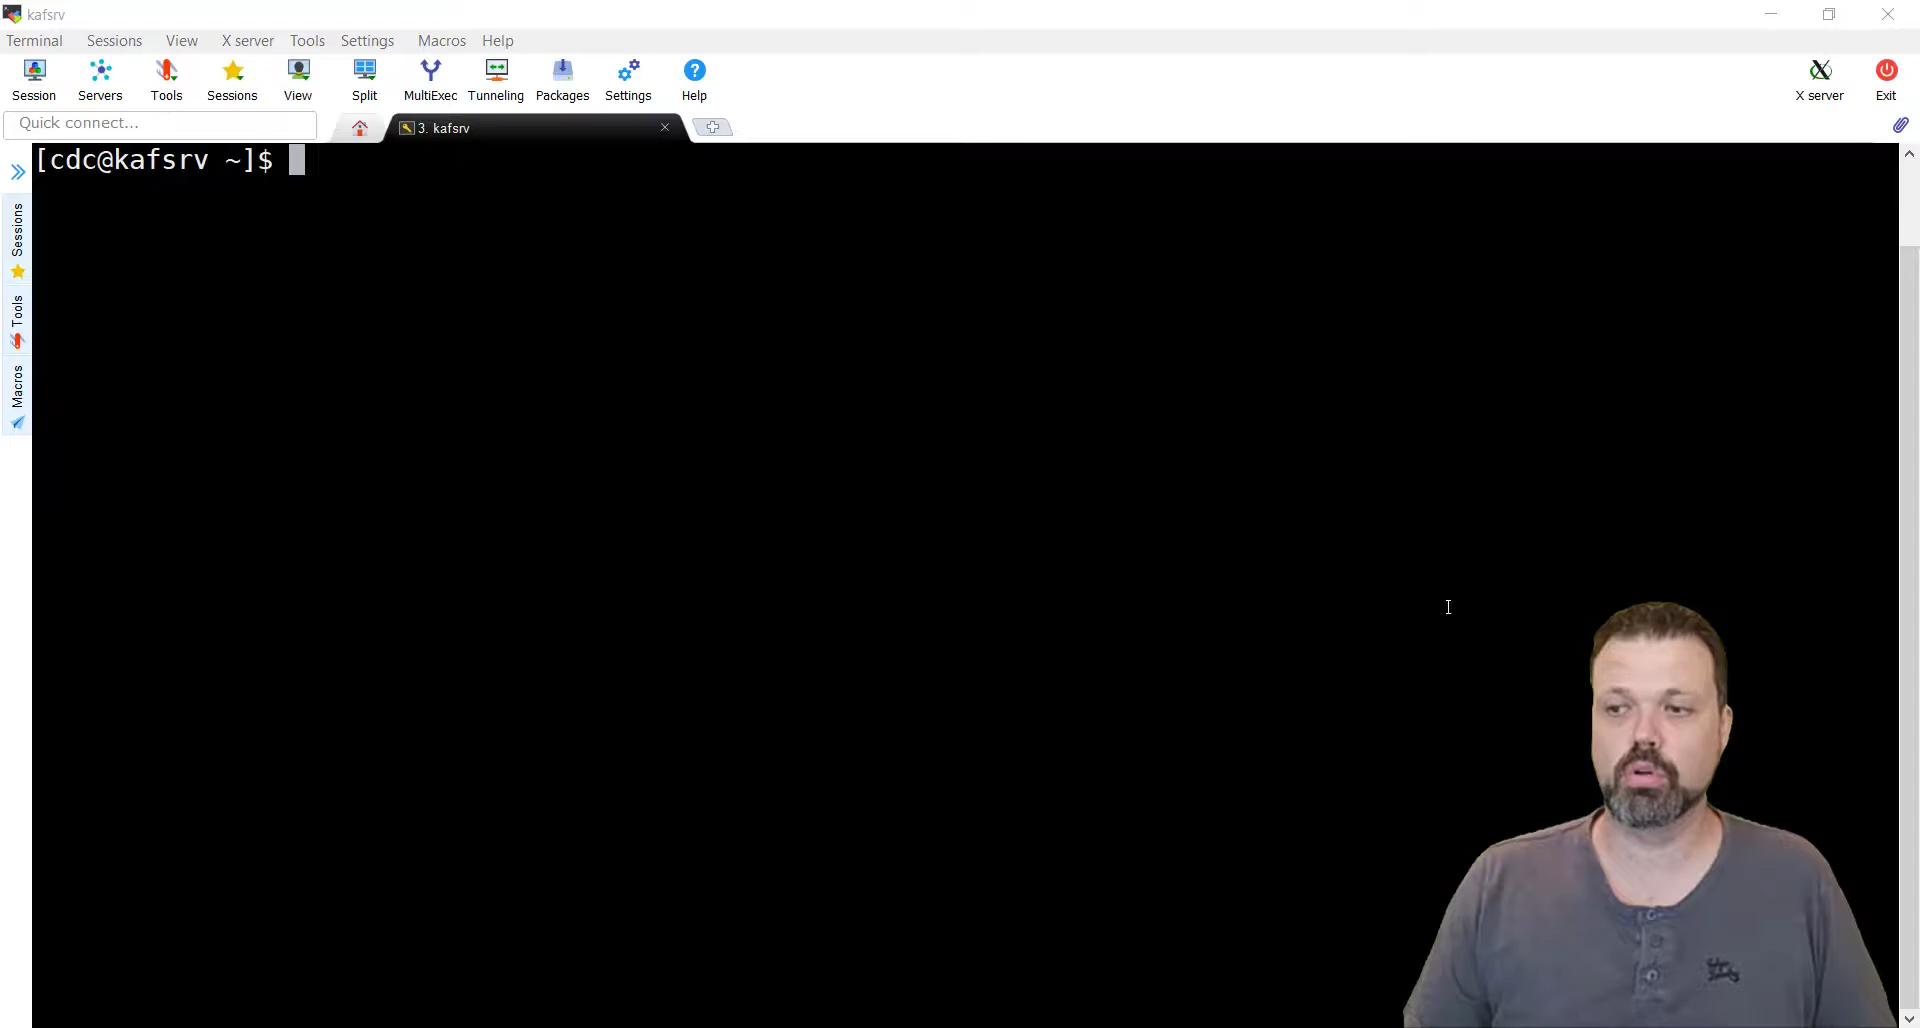 kafsrv
Terminal Sessions View X server Tools Settings Macros Help
Session Servers Tools Sessions View Split MultiExec Tunneling Packages Settings Help X server Exit
Quick connect... 3. kafsrv
[cdc@kafsrv ~]$
Sessions
Tools
Macros